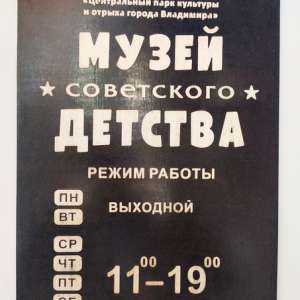 «Центральный парк культуры
и отдыха города Владимира»
МУЗЕЙ
★ СОВЕТСКОГО ★
ДЕТСТВА
РЕЖИМ РАБОТЫ
ПН
ВТ ВЫХОДНОЙ
СР
ЧТ
ПТ 11⁰⁰–19⁰⁰
СБ